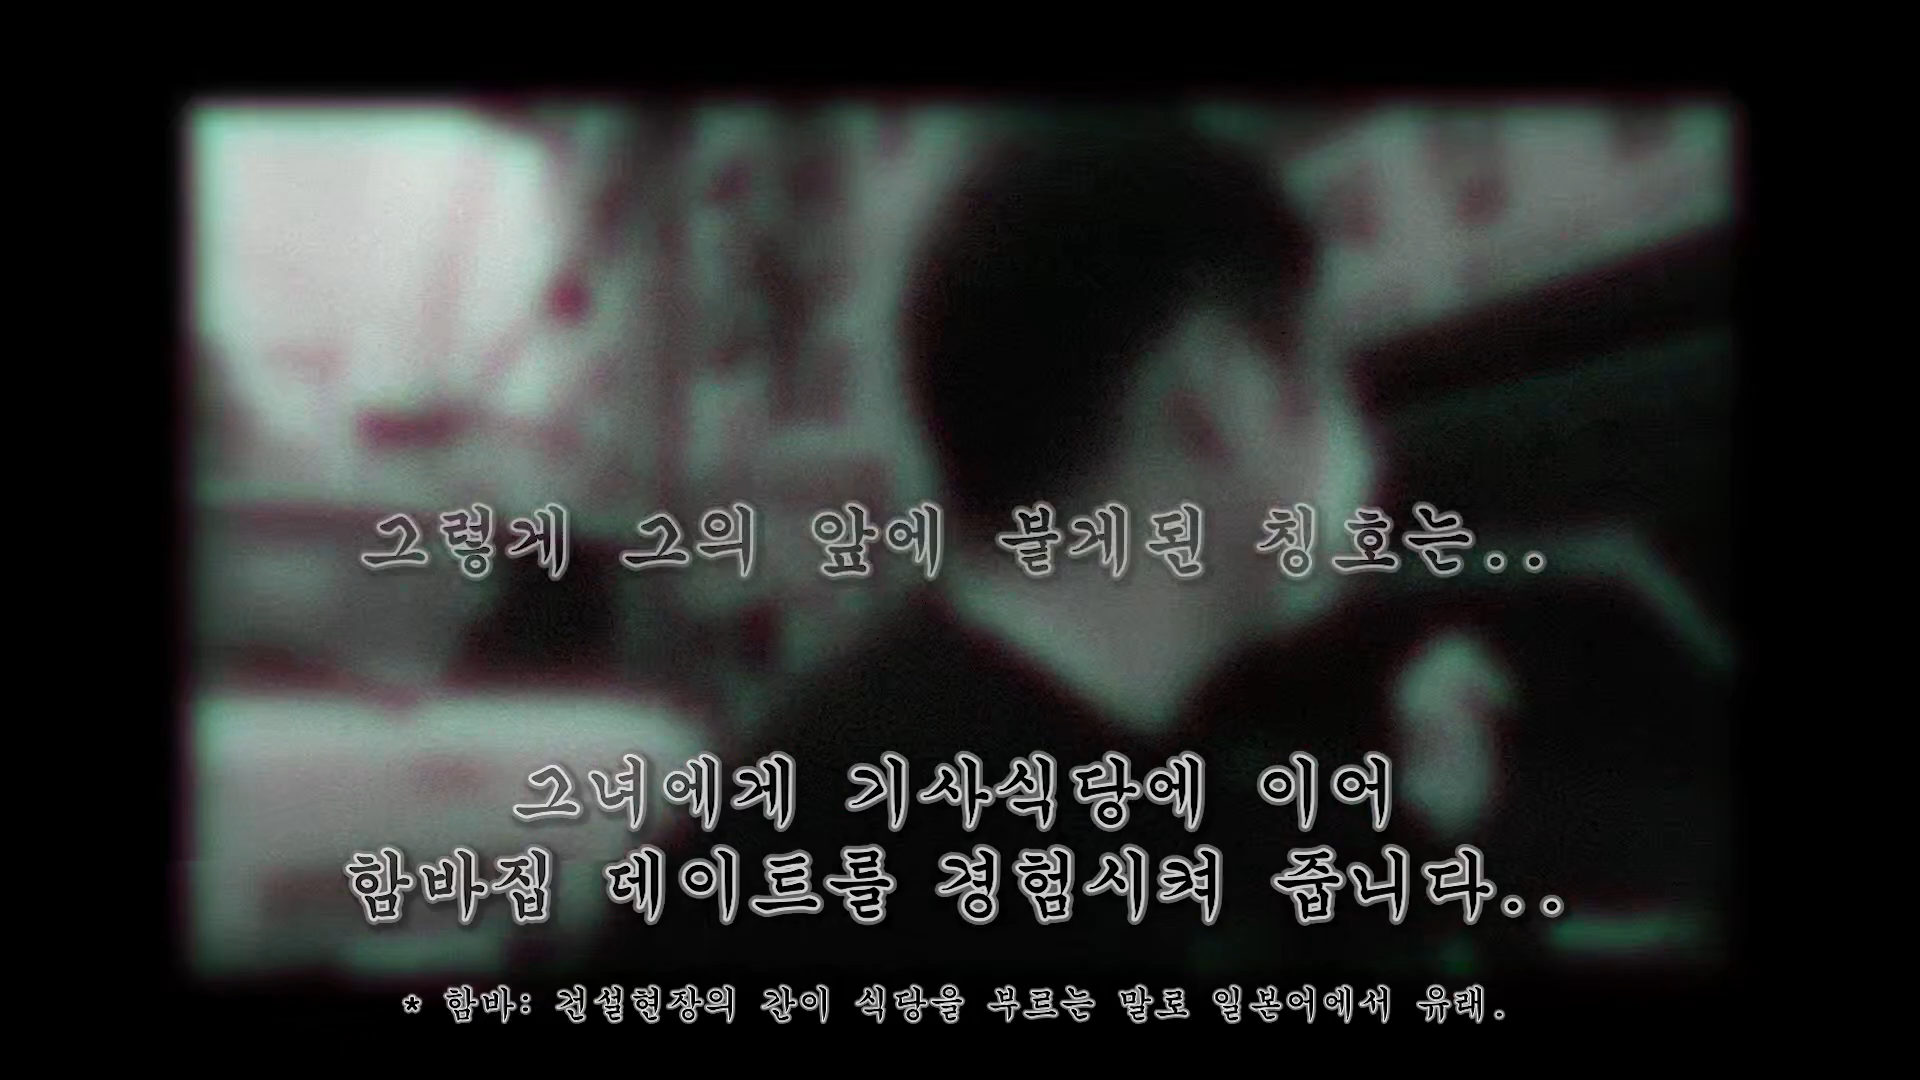 그렇게 그의 앞에 붙게된 칭호는..
그녀에게 기사식당에 이어
함바집 데이트를 경험시켜 줍니다..
* 함바: 건설현장의 간이 식당을 부르는 말로 일본어에서 유래.